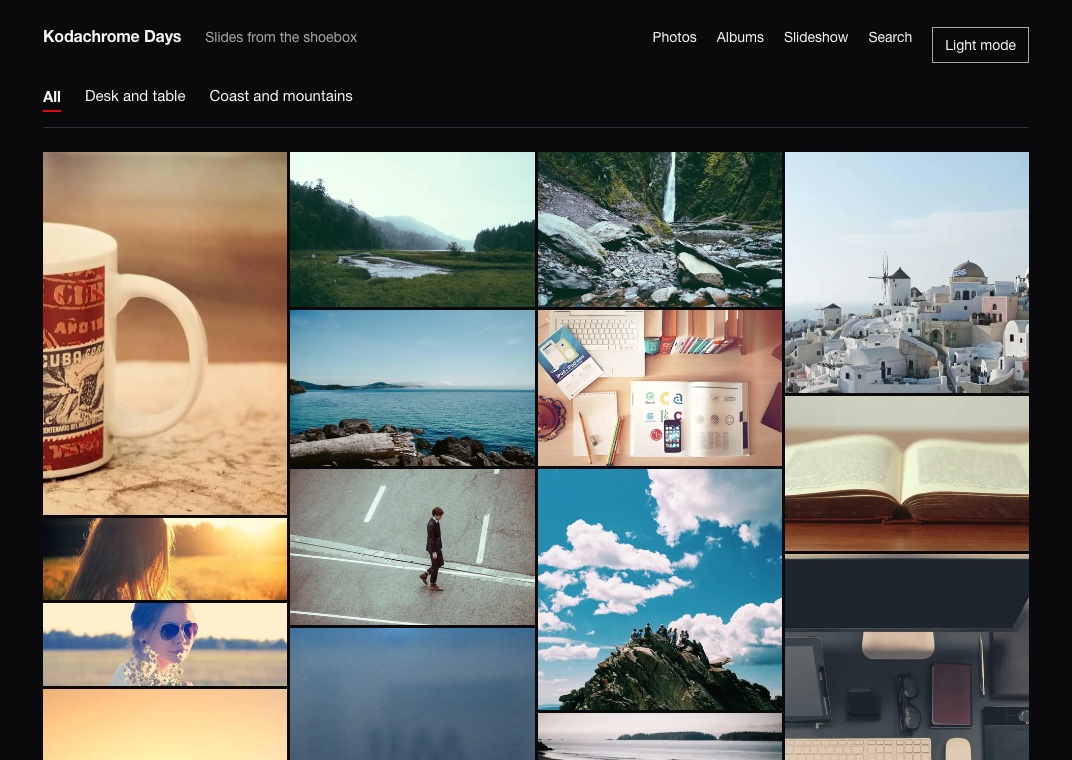 Kodachrome Days
Slides from the shoebox
Photos
Albums
Slideshow
Search
Light mode
All
Desk and table
Coast and mountains
CUBA